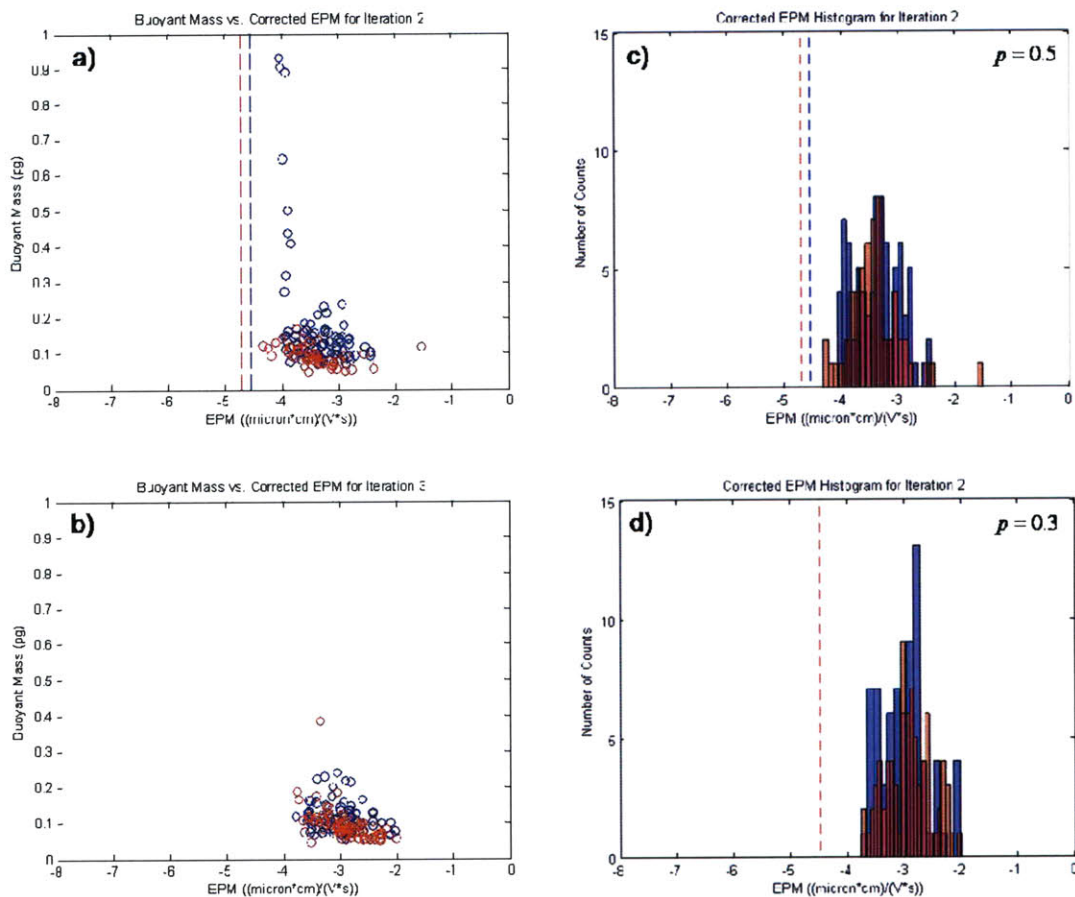 Buoyant Mass vs. Corrected EPM for Iteration 2
a)
1
0.9
0.8
0.7
0.6
0.5
0.4
0.3
0.2
0.1
0
Buoyant Mass (pg)
-8 -7 -6 -5 -4 -3 -2 -1 0
EPM ((micron*cm)/(V*s))
Corrected EPM Histogram for Iteration 2
c)
p = 0.5
15
10
5
0
Number of Counts
-8 -7 -6 -5 -4 -3 -2 -1 0
EPM ((micron*cm)/(V*s))
Buoyant Mass vs. Corrected EPM for Iteration 3
b)
1
0.9
0.8
0.7
0.6
0.5
0.4
0.3
0.2
0.1
0
Buoyant Mass (pg)
-8 -7 -6 -5 -4 -3 -2 -1 0
EPM ((micron*cm)/(V*s))
Corrected EPM Histogram for Iteration 2
d)
p = 0.3
15
10
5
0
Number of Counts
-8 -7 -6 -5 -4 -3 -2 -1 0
EPM ((micron*cm)/(V*s))